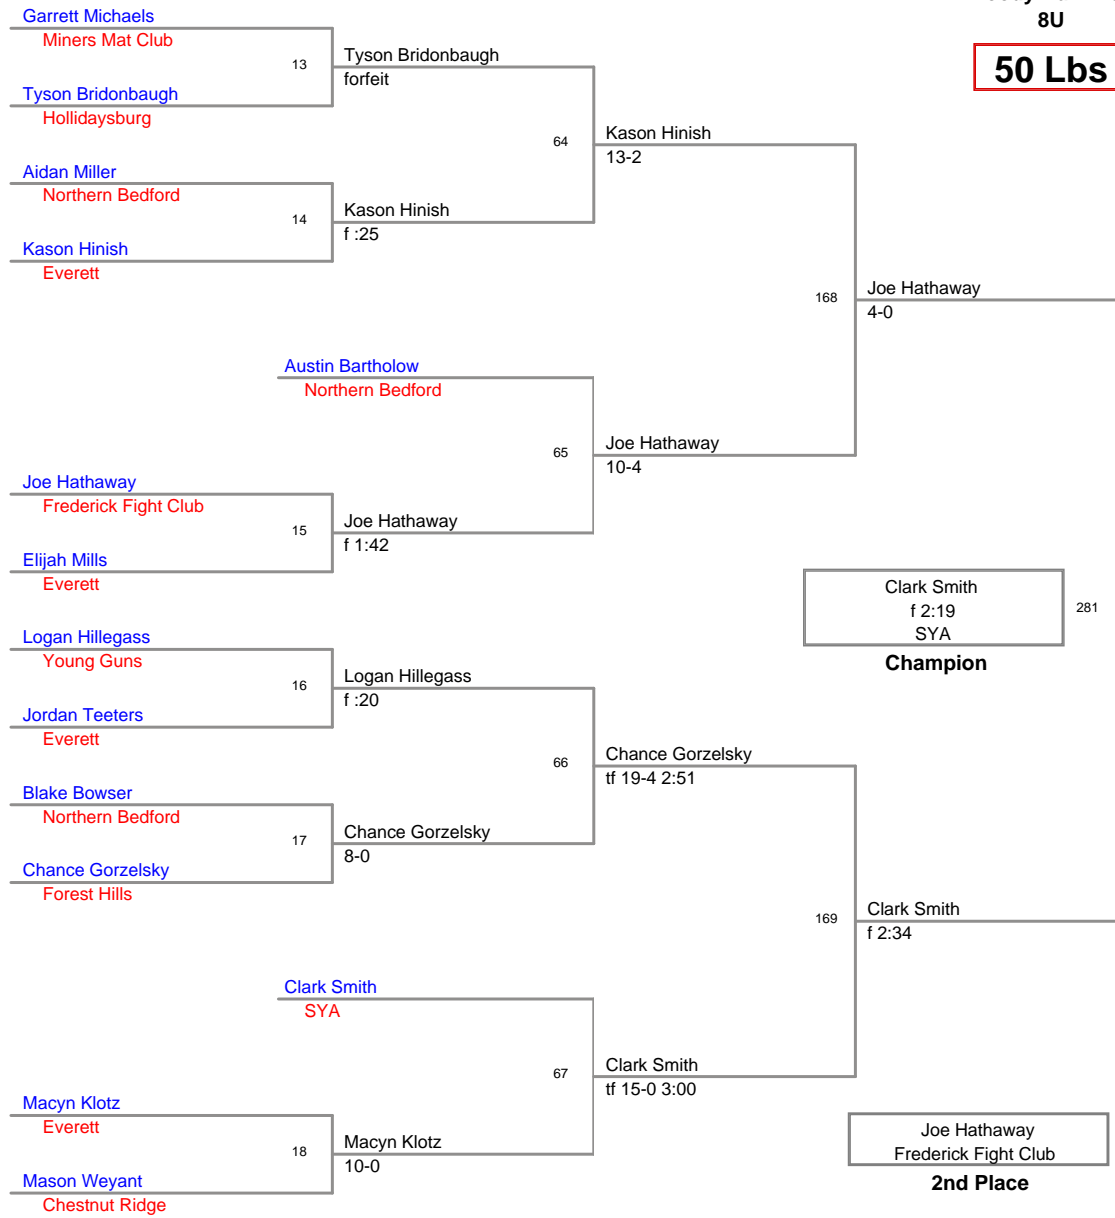 8U
50 Lbs
Garrett Michaels
Miners Mat Club
13
Tyson Bridonbaugh
forfeit
Tyson Bridonbaugh
Hollidaysburg
64
Kason Hinish
13-2
Aidan Miller
Northern Bedford
14
Kason Hinish
f :25
Kason Hinish
Everett
168
Joe Hathaway
4-0
Austin Bartholow
Northern Bedford
65
Joe Hathaway
10-4
Joe Hathaway
Frederick Fight Club
15
Joe Hathaway
f 1:42
Elijah Mills
Everett
Clark Smith
f 2:19
SYA
281
Champion
Logan Hillegass
Young Guns
16
Logan Hillegass
f :20
Jordan Teeters
Everett
66
Chance Gorzelsky
tf 19-4 2:51
Blake Bowser
Northern Bedford
17
Chance Gorzelsky
8-0
Chance Gorzelsky
Forest Hills
169
Clark Smith
f 2:34
Clark Smith
SYA
67
Clark Smith
tf 15-0 3:00
Macyn Klotz
Everett
18
Macyn Klotz
10-0
Mason Weyant
Chestnut Ridge
Joe Hathaway
Frederick Fight Club
2nd Place